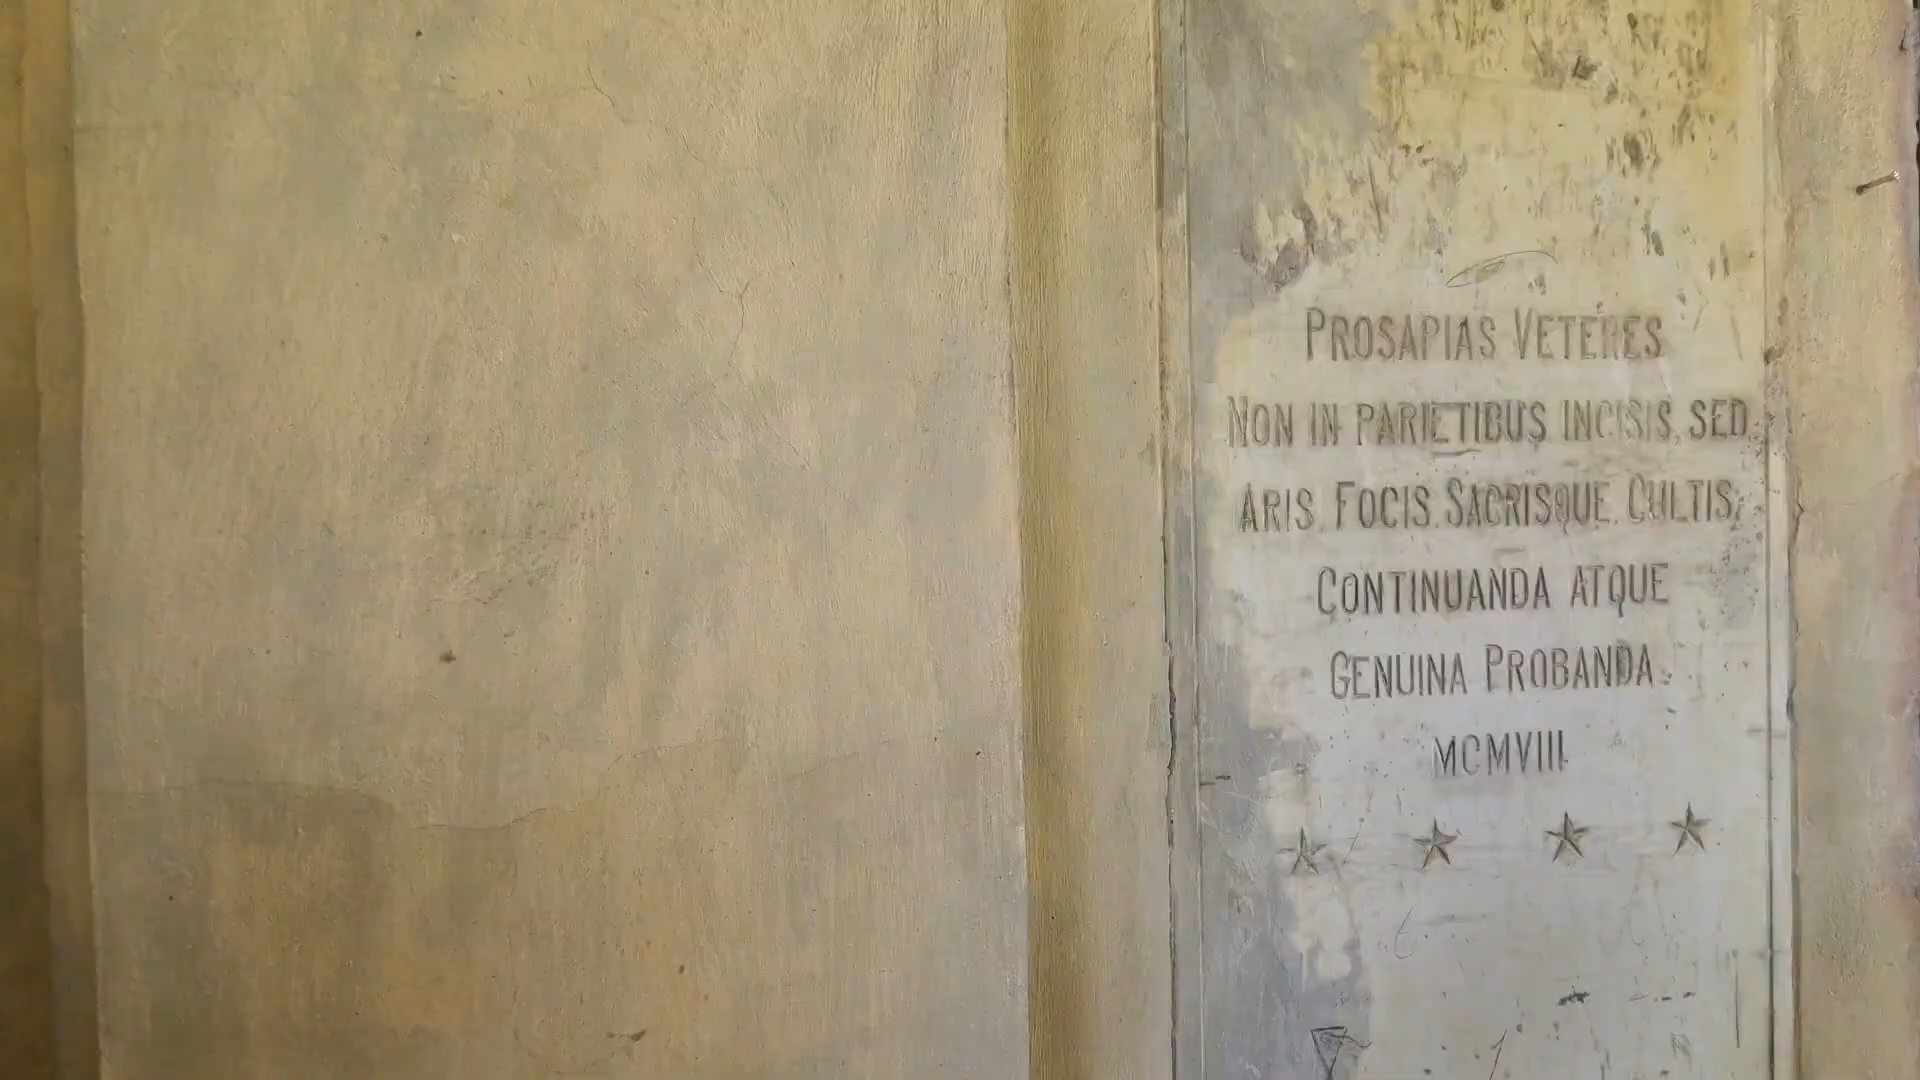 PROSAPIAS VETERES
NON IN PARIETIBUS INCISIS, SED
ARIS, FOCIS, SACRISQUE CULTIS,
CONTINUANDA ATQUE
GENUINA PROBANDA.
MCMVIII